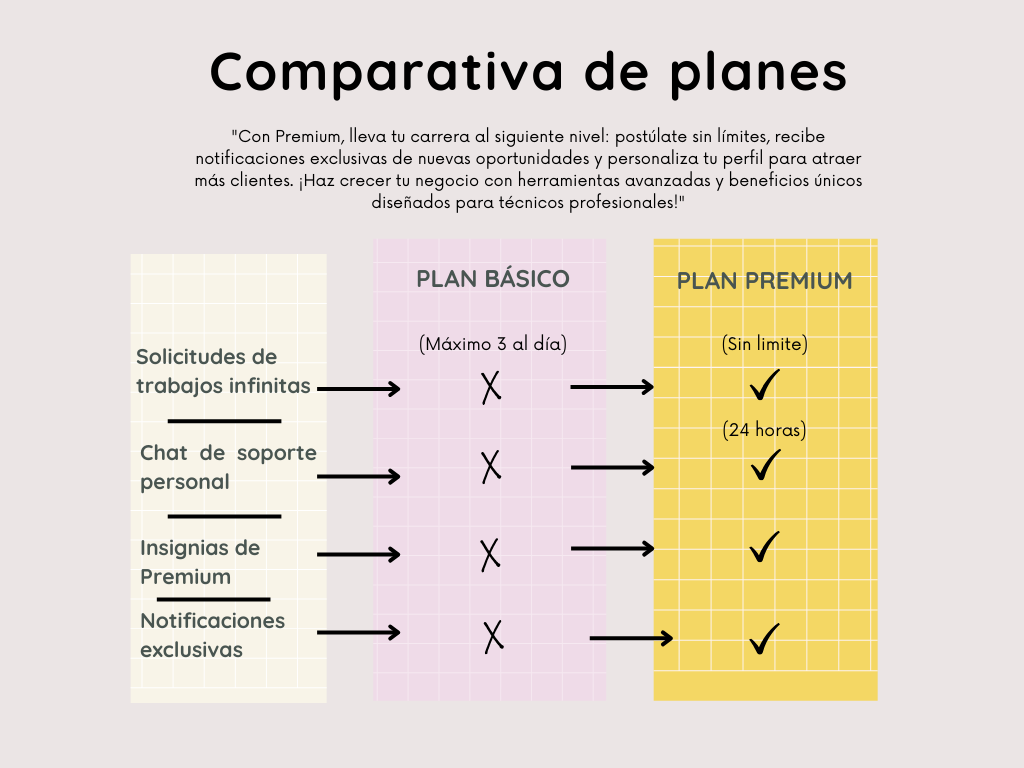 Comparativa de planes
"Con Premium, lleva tu carrera al siguiente nivel: postúlate sin límites, recibe
notificaciones exclusivas de nuevas oportunidades y personaliza tu perfil para atraer
más clientes. ¡Haz crecer tu negocio con herramientas avanzadas y beneficios únicos
diseñados para técnicos profesionales!"
PLAN BÁSICO
PLAN PREMIUM
Solicitudes de
trabajos infinitas
(Máximo 3 al día)
(Sin limite)
Chat de soporte
personal
(24 horas)
Insignias de
Premium
Notificaciones
exclusivas